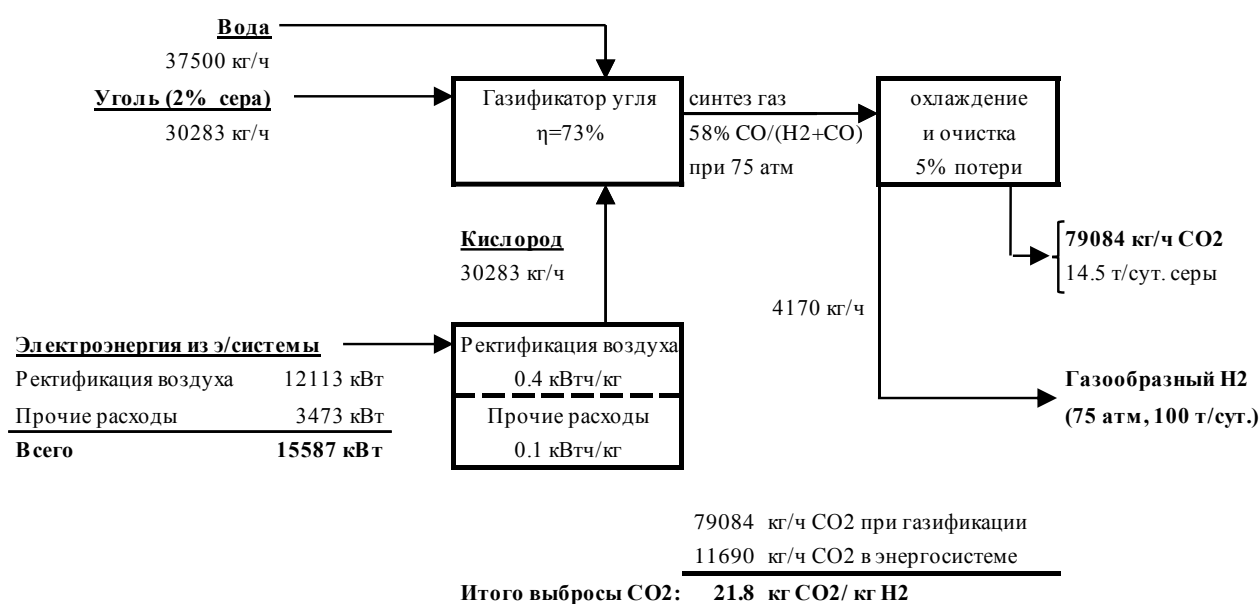 Вода
37500 кг/ч
Уголь (2% сера)
30283 кг/ч
Газификатор угля
η=73%
синтез газ
58% CO/(H2+CO)
при 75 атм
охлаждение
и очистка
5% потери
Кислород
30283 кг/ч
79084 кг/ч CO2
14.5 т/сут. серы
4170 кг/ч
Электроэнергия из э/системы
Ректификация воздуха 12113 кВт
Прочие расходы 3473 кВт
Всего 15587 кВт
Ректификация воздуха
0.4 кВтч/кг
Прочие расходы
0.1 кВтч/кг
Газообразный H2
(75 атм, 100 т/сут.)
79084 кг/ч CO2 при газификации
11690 кг/ч CO2 в энергосистеме
Итого выбросы CO2: 21.8 кг CO2/ кг H2